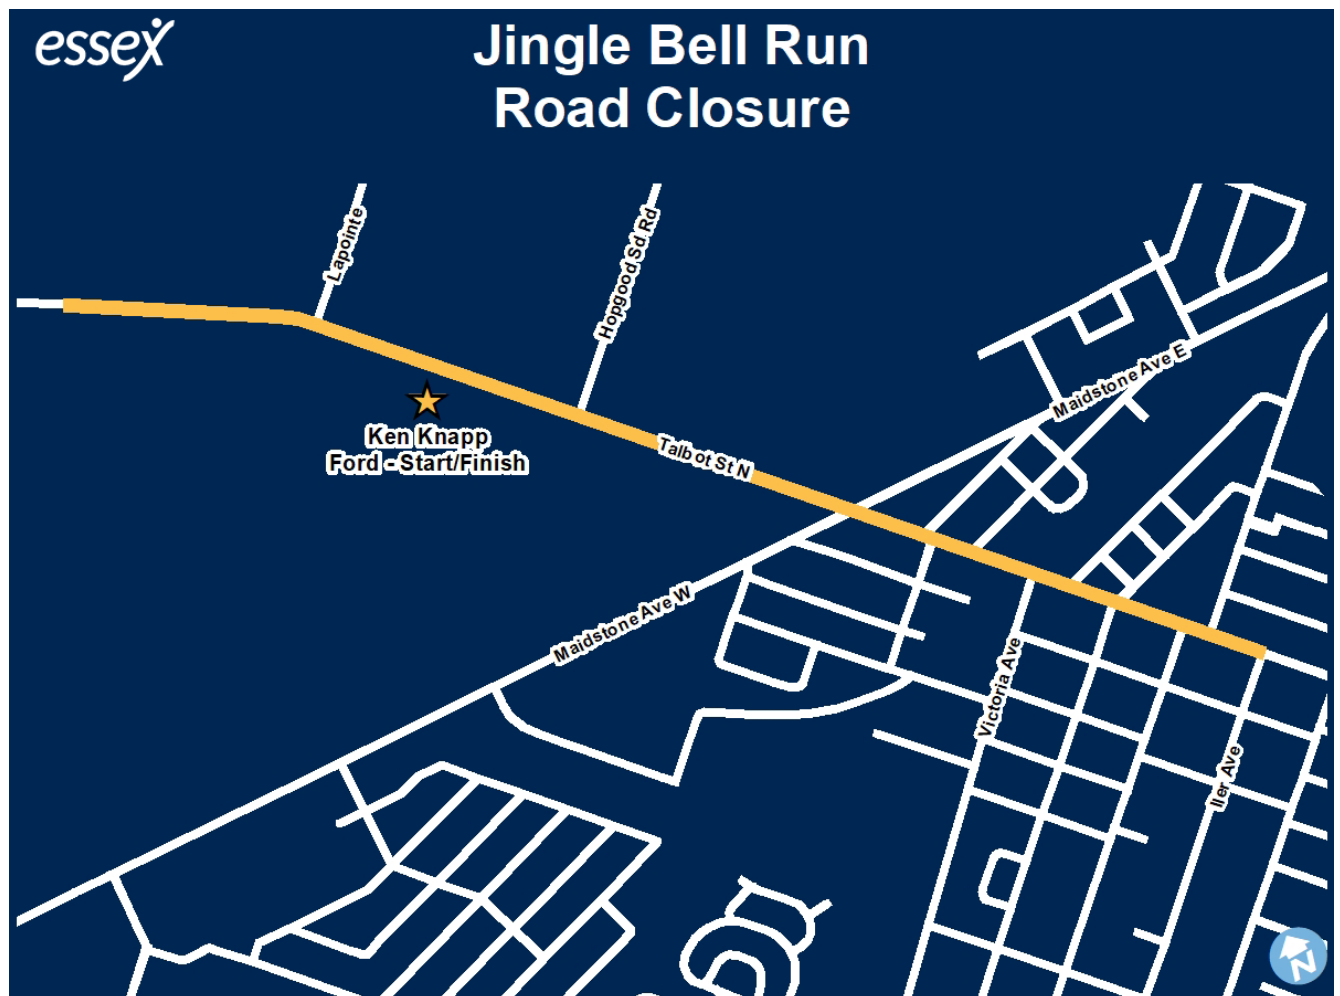 essex
Jingle Bell Run
Road Closure
Lapointe
Hopgood Sd Rd
Maidstone Ave E
Ken Knapp
Ford - Start/Finish
Talbot St N
Maidstone Ave W
Victoria Ave
Iler Ave
N